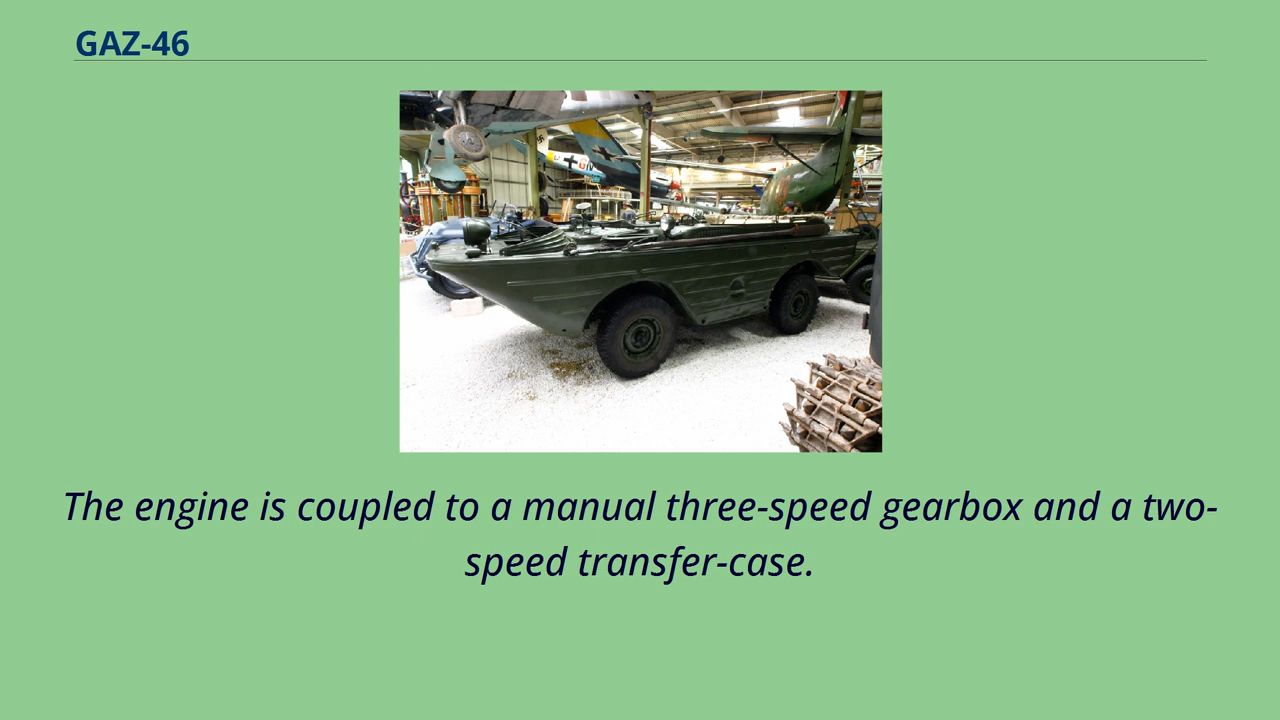 GAZ-46
The engine is coupled to a manual three-speed gearbox and a two-
speed transfer-case.